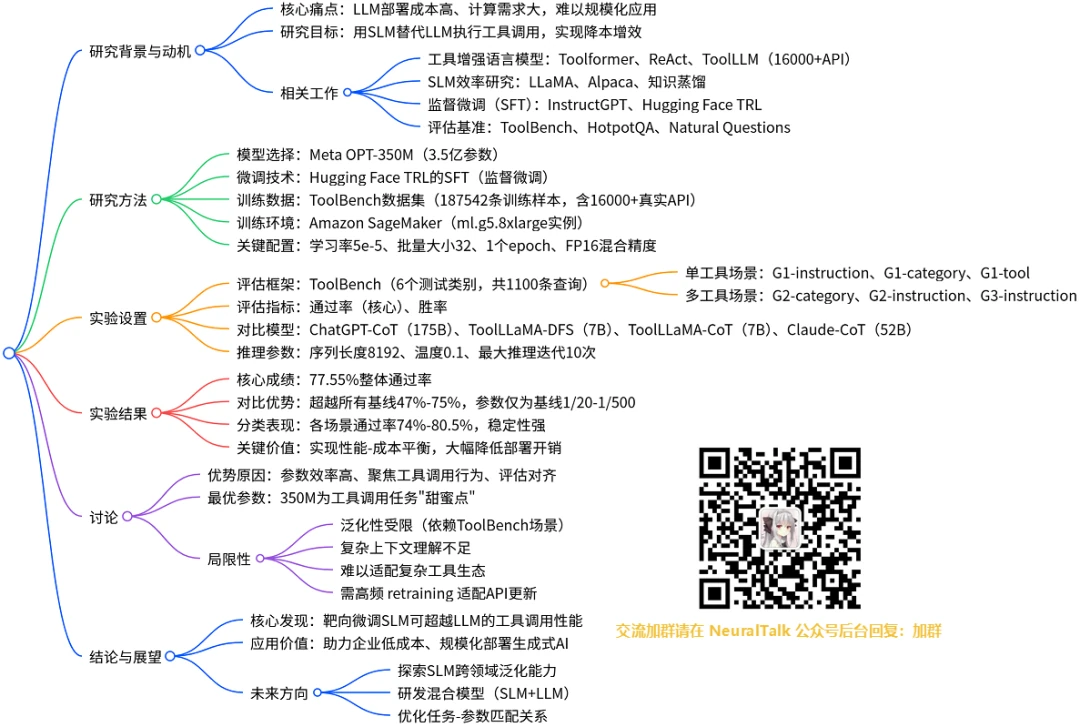 研究背景与动机
核心痛点：LLM部署成本高、计算需求大，难以规模化应用
研究目标：用SLM替代LLM执行工具调用，实现降本增效
相关工作
工具增强语言模型：Toolformer、ReAct、ToolLLM（16000+API）
SLM效率研究：LLaMA、Alpaca、知识蒸馏
监督微调（SFT）：InstructGPT、Hugging Face TRL
评估基准：ToolBench、HotpotQA、Natural Questions
研究方法
模型选择：Meta OPT-350M（3.5亿参数）
微调技术：Hugging Face TRL的SFT（监督微调）
训练数据：ToolBench数据集（187542条训练样本，含16000+真实API）
训练环境：Amazon SageMaker（ml.g5.8xlarge实例）
关键配置：学习率5e-5、批量大小32、1个epoch、FP16混合精度
实验设置
评估框架：ToolBench（6个测试类别，共1100条查询）
单工具场景：G1-instruction、G1-category、G1-tool
多工具场景：G2-category、G2-instruction、G3-instruction
评估指标：通过率（核心）、胜率
对比模型：ChatGPT-CoT（175B）、ToolLLaMA-DFS（7B）、ToolLLaMA-CoT（7B）、Claude-CoT（52B）
推理参数：序列长度8192、温度0.1、最大推理迭代10次
实验结果
核心成绩：77.55%整体通过率
对比优势：超越所有基线47%-75%，参数仅为基线1/20-1/500
分类表现：各场景通过率74%-80.5%，稳定性强
关键价值：实现性能-成本平衡，大幅降低部署开销
讨论
优势原因：参数效率高、聚焦工具调用行为、评估对齐
最优参数：350M为工具调用任务"甜蜜点"
局限性
泛化性受限（依赖ToolBench场景）
复杂上下文理解不足
难以适配复杂工具生态
需高频 retraining 适配API更新
结论与展望
核心发现：靶向微调SLM可超越LLM的工具调用性能
应用价值：助力企业低成本、规模化部署生成式AI
未来方向
探索SLM跨领域泛化能力
研发混合模型（SLM+LLM）
优化任务-参数匹配关系
交流加群请在 NeuralTalk 公众号后台回复：加群